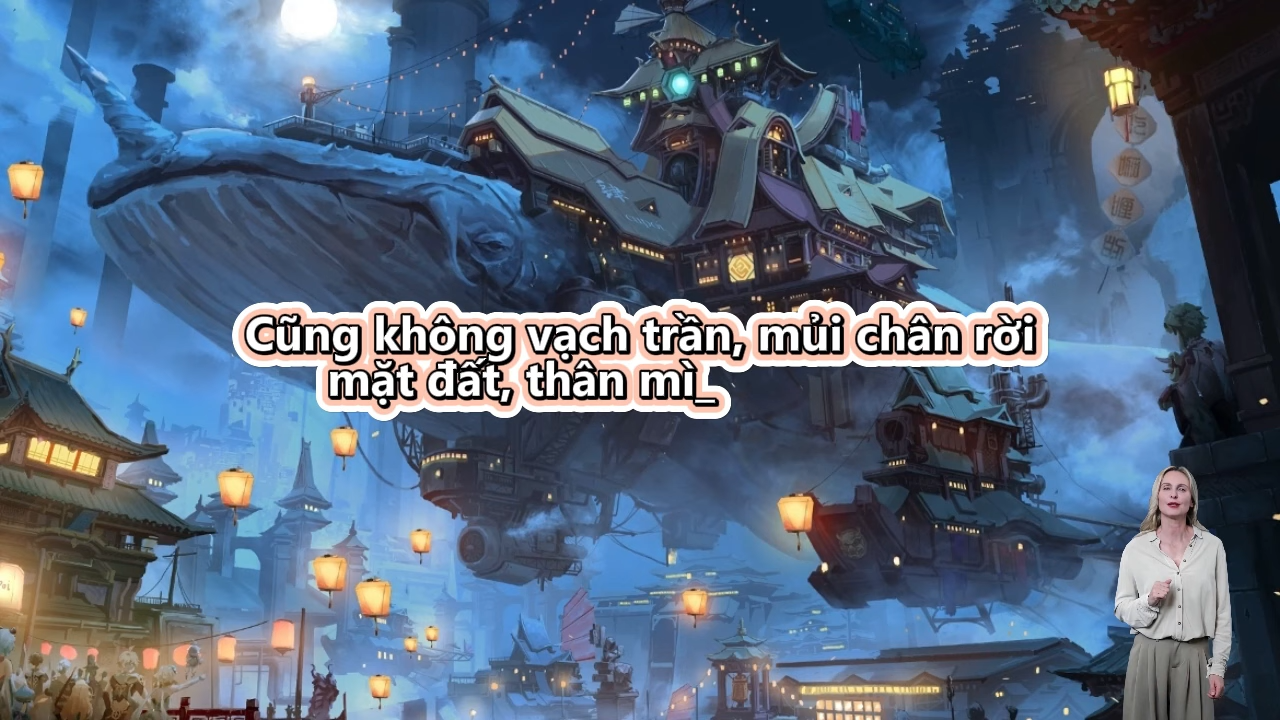 Cũng không vạch trần, mủi chân rời
mặt đất, thân mì_